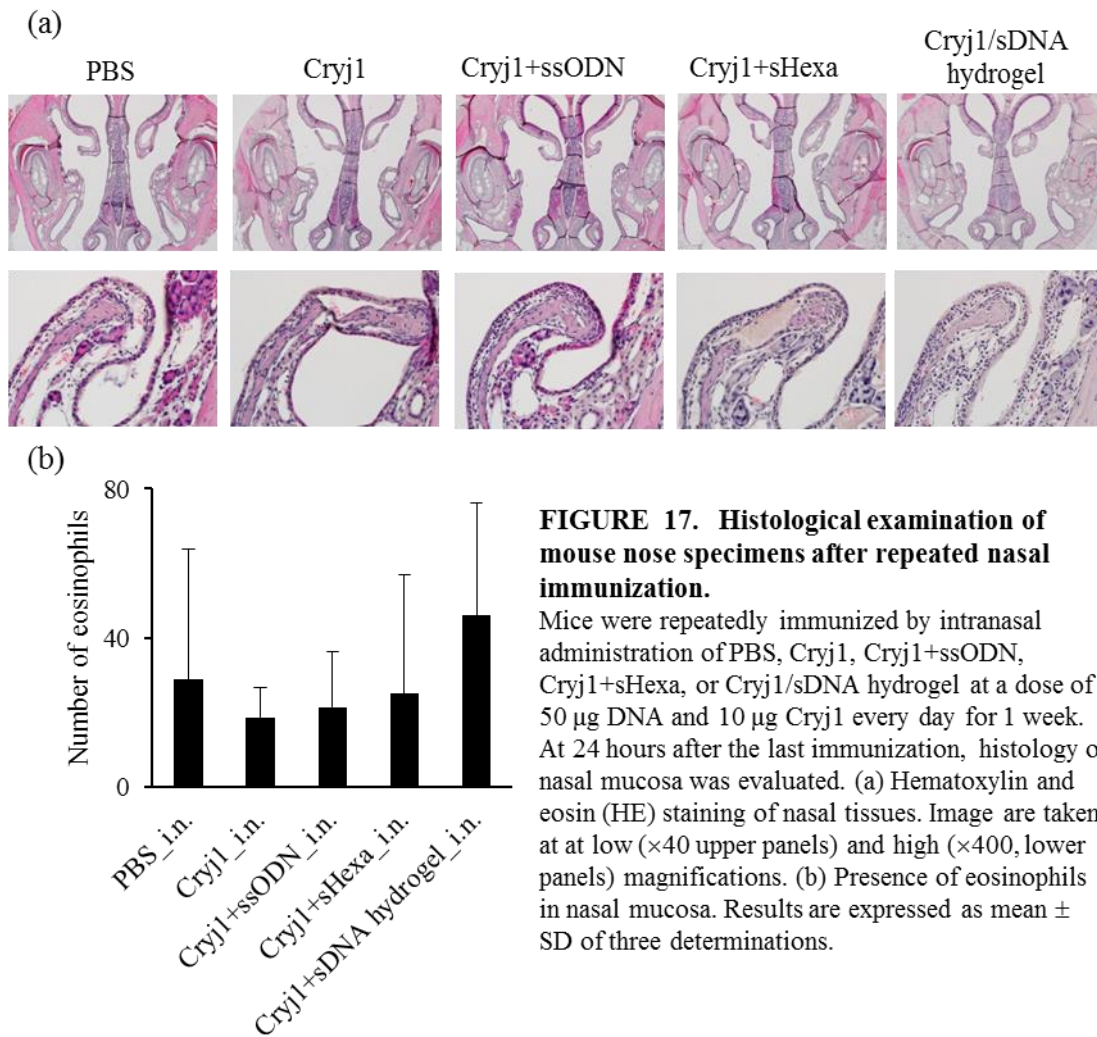 (a)
PBS
Cryj1
Cryj1+ssODN
Cryj1+sHexa
Cryj1/sDNA
hydrogel
(b)
Number of eosinophils
80
40
0
PBS_i.n.
Cryj1_i.n.
Cryj1+ssODN_i.n.
Cryj1+sHexa_i.n.
Cryj1+sDNA hydrogel_i.n.
FIGURE 17. Histological examination of
mouse nose specimens after repeated nasal
immunization.
Mice were repeatedly immunized by intranasal
administration of PBS, Cryj1, Cryj1+ssODN,
Cryj1+sHexa, or Cryj1/sDNA hydrogel at a dose of
50 μg DNA and 10 μg Cryj1 every day for 1 week.
At 24 hours after the last immunization, histology o
nasal mucosa was evaluated. (a) Hematoxylin and
eosin (HE) staining of nasal tissues. Image are taken
at at low (×40 upper panels) and high (×400, lower
panels) magnifications. (b) Presence of eosinophils
in nasal mucosa. Results are expressed as mean ±
SD of three determinations.